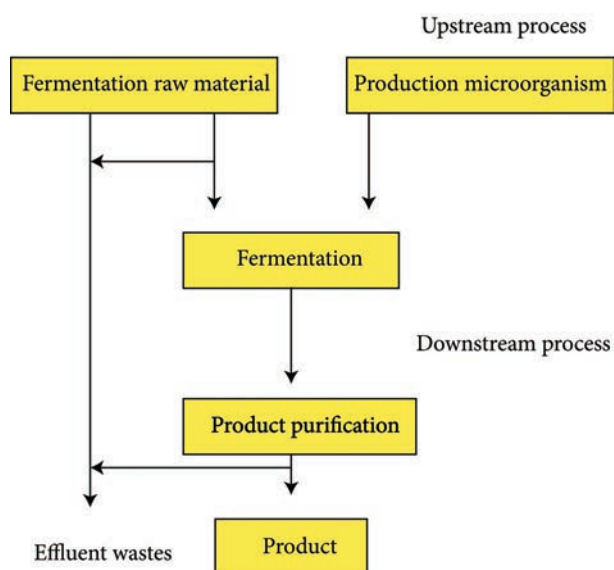 Upstream process
Fermentation raw material
Production microorganism
Fermentation
Downstream process
Product purification
Effluent wastes
Product